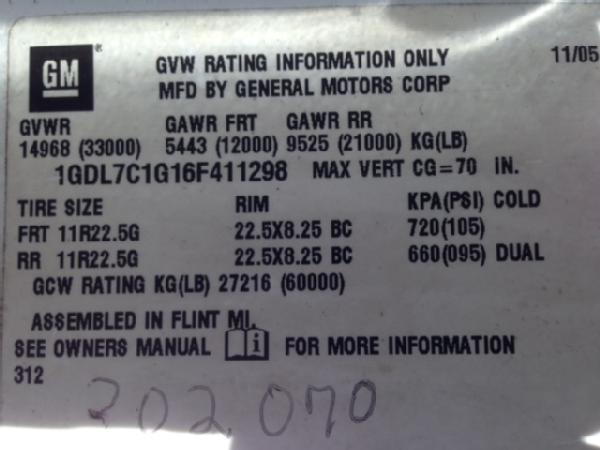 GM
GVW RATING INFORMATION ONLY 11/05
MFD BY GENERAL MOTORS CORP
GVWR GAWR FRT GAWR RR
14968 (33000) 5443 (12000) 9525 (21000) KG(LB)
1GDL7C1G16F411298 MAX VERT CG=70 IN.
TIRE SIZE RIM KPA(PSI) COLD
FRT 11R22.5G 22.5X8.25 BC 720(105)
RR 11R22.5G 22.5X8.25 BC 660(095) DUAL
GCW RATING KG(LB) 27216 (60000)
ASSEMBLED IN FLINT MI.
SEE OWNERS MANUAL i FOR MORE INFORMATION
312
302070